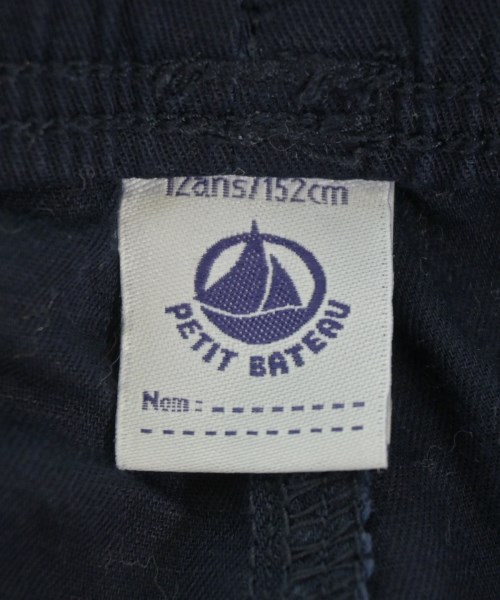 12ans/152cm
PETIT BATEAU
Nom :